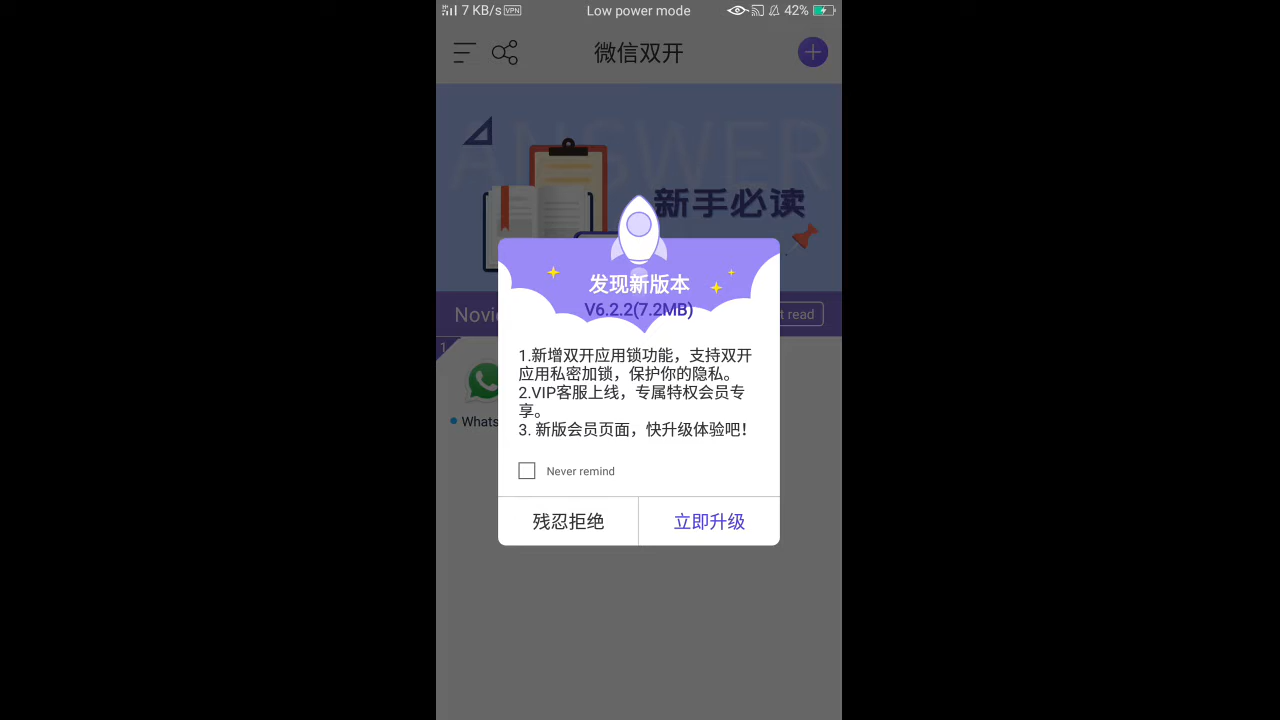 7 KB/s VPN Low power mode 42%
微信双开
ANSWER
新手必读
发现新版本
V6.2.2(7.2MB)
Novi
t read
1
Whats
1.新增双开应用锁功能，支持双开
应用私密加锁，保护你的隐私。
2.VIP客服上线，专属特权会员专
享。
3. 新版会员页面，快升级体验吧！
Never remind
残忍拒绝 立即升级